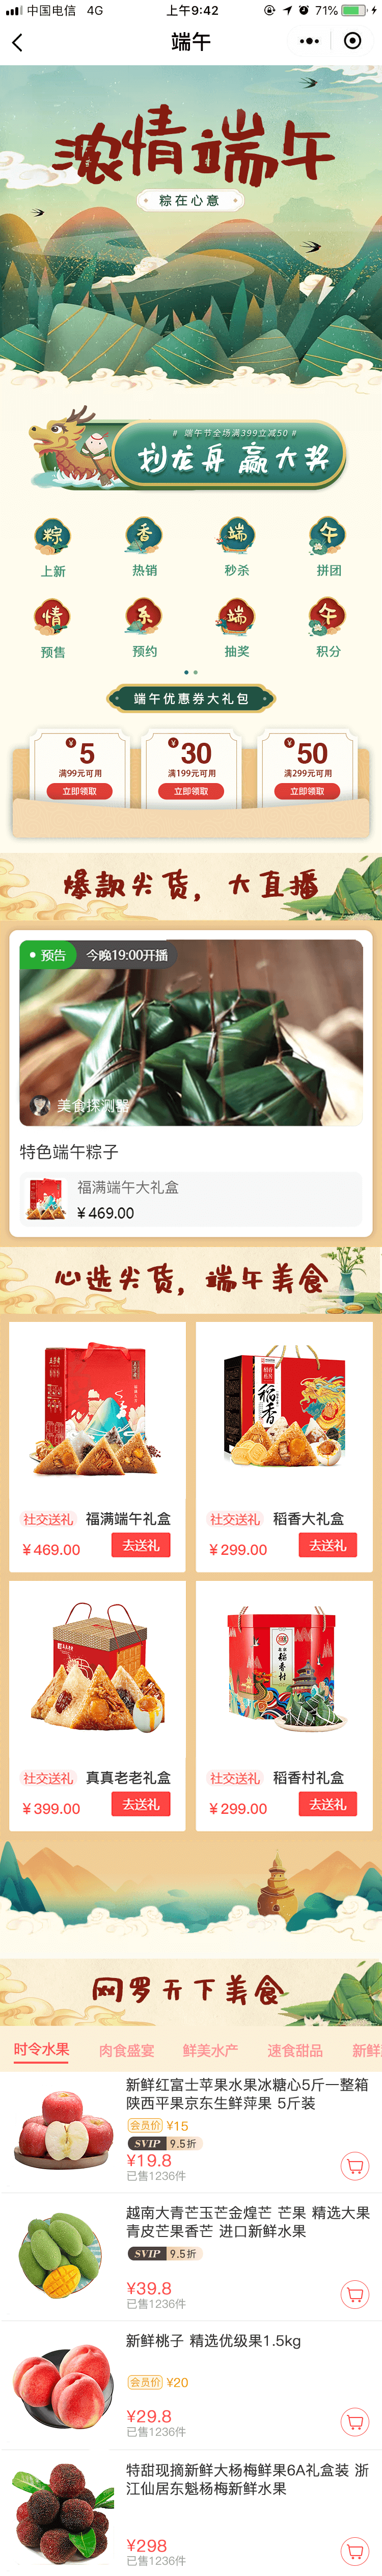 中国电信 4G 上午9:42 71%
端午
浓情端午
粽在心意
# 端午节全场满399立减50 #
划龙舟 赢大奖
粽 香 端 午
上新 热销 秒杀 拼团
情 系 端 午
预售 预约 抽奖 积分
端午优惠券大礼包
¥5 ¥30 ¥50
满99元可用 满199元可用 满299元可用
立即领取 立即领取 立即领取
爆款尖货，大直播
预告 今晚19:00开播
美食探测器
特色端午粽子
福满端午大礼盒
¥469.00
心选尖货，端午美食
稻香
社交送礼 福满端午礼盒 社交送礼 稻香大礼盒
¥469.00 去送礼 ¥299.00 去送礼
稻香村
社交送礼 真真老老礼盒 社交送礼 稻香村礼盒
¥399.00 去送礼 ¥299.00 去送礼
网罗天下美食
时令水果 肉食盛宴 鲜美水产 速食甜品 新鲜
新鲜红富士苹果水果冰糖心5斤一整箱
陕西平果京东生鲜萍果 5斤装
会员价 ¥15
SVIP 9.5折
¥19.8
已售1236件
越南大青芒玉芒金煌芒 芒果 精选大果
青皮芒果香芒 进口新鲜水果
SVIP 9.5折
¥39.8
已售1236件
新鲜桃子 精选优级果1.5kg
会员价 ¥20
¥29.8
已售1236件
特甜现摘新鲜大杨梅鲜果6A礼盒装 浙
江仙居东魁杨梅新鲜水果
¥298
已售1236件